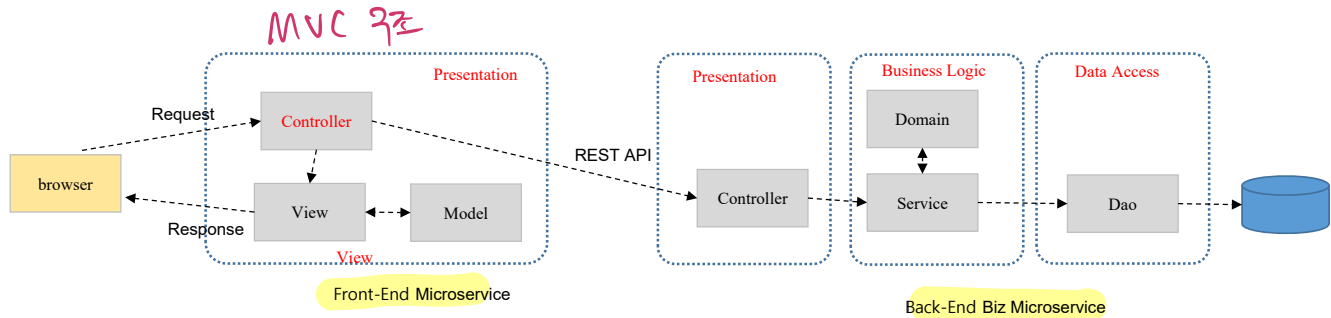 MVC 구조
Presentation
Presentation
Business Logic
Data Access
Request
Controller
Domain
REST API
browser
View
Model
Controller
Service
Dao
Response
View
Front-End Microservice
Back-End Biz Microservice